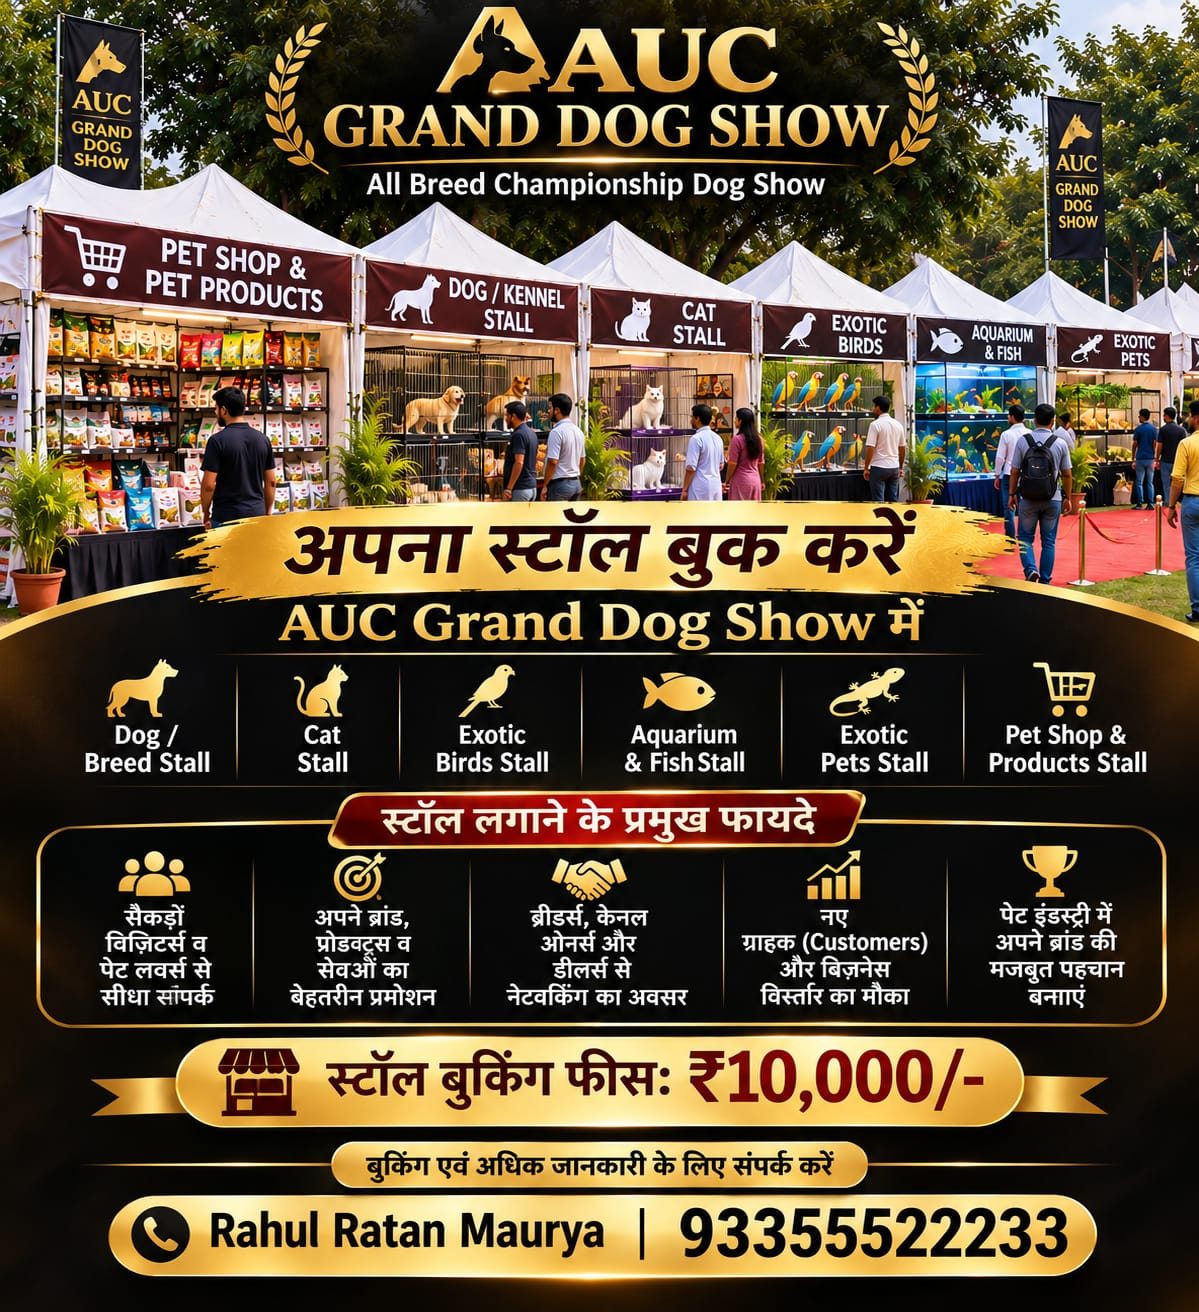 AUC
GRAND DOG SHOW
All Breed Championship Dog Show
AUC
GRAND
DOG
SHOW
AUC
GRAND
DOG
SHOW
PET SHOP &
PET PRODUCTS
DOG / KENNEL
STALL
CAT
STALL
EXOTIC
BIRDS
AQUARIUM
& FISH
EXOTIC
PETS
अपना स्टॉल बुक करें
AUC Grand Dog Show में
Dog /
Breed Stall
Cat
Stall
Exotic
Birds Stall
Aquarium
& Fish Stall
Exotic
Pets Stall
Pet Shop &
Products Stall
स्टॉल लगाने के प्रमुख फायदे
सैकड़ों
विज़िटर्स व
पेट लवर्स से
सीधा संपर्क
अपने ब्रांड,
प्रोडक्ट्स व
सेवओं का
बेहतरीन प्रमोशन
ब्रीडर्स, केनल
ओनर्स और
डीलर्स से
नेटवर्किंग का अवसर
नए
ग्राहक (Customers)
और बिज़नेस
विस्तार का मौका
पेट इंडस्ट्री में
अपने ब्रांड की
मजबुत पहचान
बनााएं
स्टॉल बुकिंग फीस: ₹10,000/-
बुकिंग एवं अधिक जानकारी के लिए संपर्क करें
Rahul Ratan Maurya | 93355522233